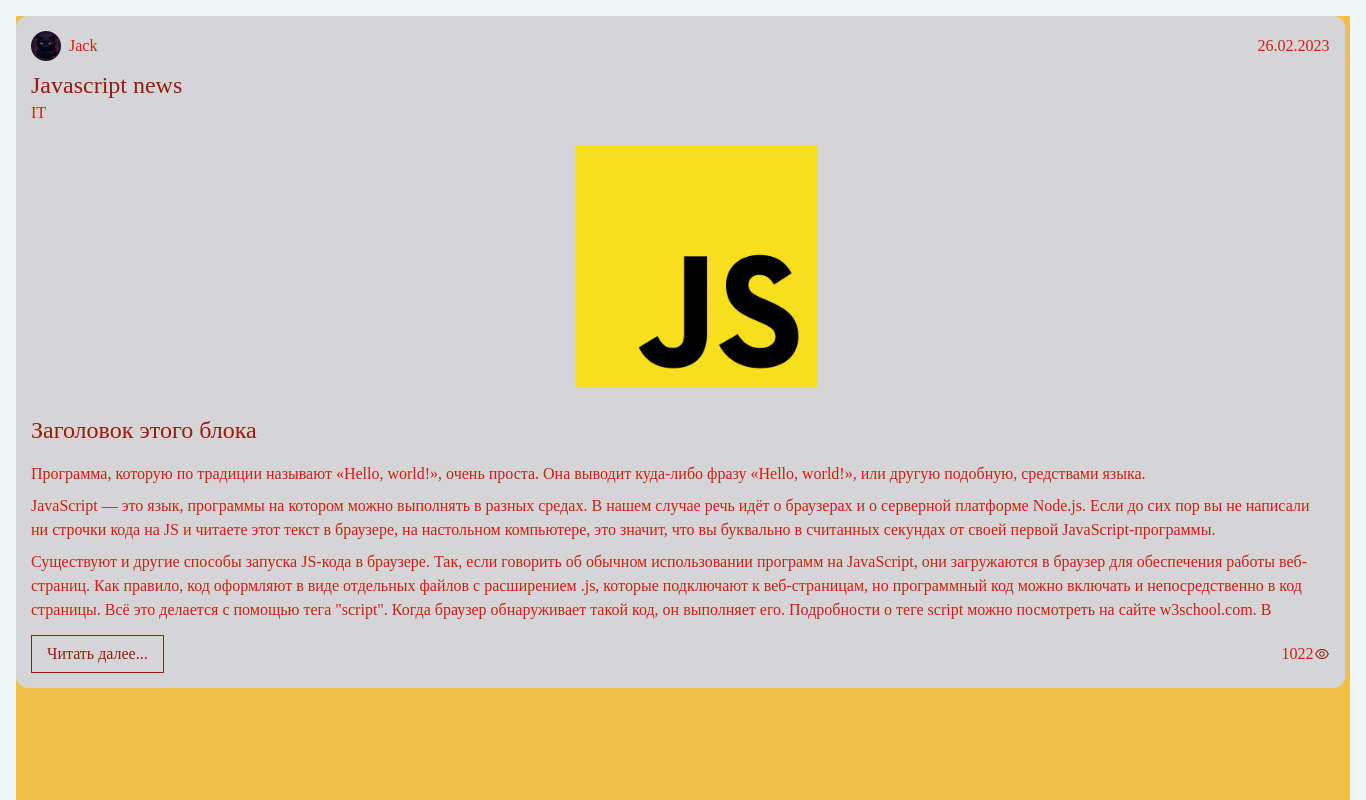 Jack
26.02.2023
Javascript news
IT
JS
Заголовок этого блока
Программа, которую по традиции называют «Hello, world!», очень проста. Она выводит куда-либо фразу «Hello, world!», или другую подобную, средствами языка.
JavaScript — это язык, программы на котором можно выполнять в разных средах. В нашем случае речь идёт о браузерах и о серверной платформе Node.js. Если до сих пор вы не написали
ни строчки кода на JS и читаете этот текст в браузере, на настольном компьютере, это значит, что вы буквально в считанных секундах от своей первой JavaScript-программы.
Существуют и другие способы запуска JS-кода в браузере. Так, если говорить об обычном использовании программ на JavaScript, они загружаются в браузер для обеспечения работы веб-
страниц. Как правило, код оформляют в виде отдельных файлов с расширением .js, которые подключают к веб-страницам, но программный код можно включать и непосредственно в код
страницы. Всё это делается с помощью тега "script". Когда браузер обнаруживает такой код, он выполняет его. Подробности о теге script можно посмотреть на сайте w3school.com. В
Читать далее...
1022